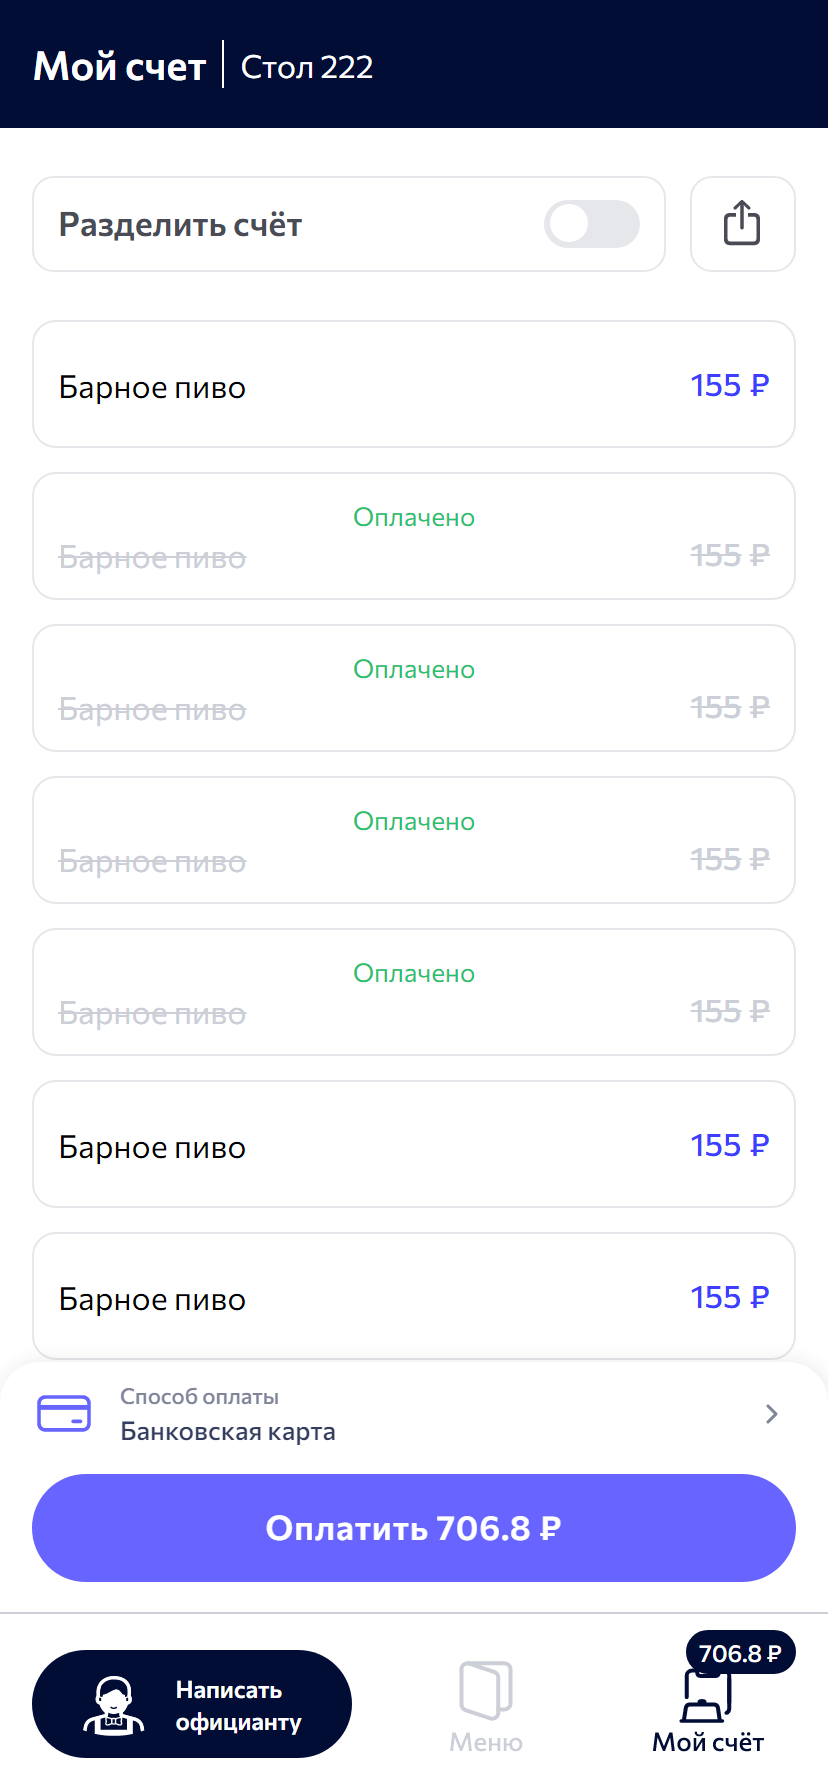 Мой счет | Стол 222
Разделить счёт
Барное пиво 155 ₽
Оплачено
Барное пиво 155 ₽
Оплачено
Барное пиво 155 ₽
Оплачено
Барное пиво 155 ₽
Оплачено
Барное пиво 155 ₽
Барное пиво 155 ₽
Барное пиво 155 ₽
Способ оплаты
Банковская карта
Оплатить 706.8 ₽
706.8 ₽
Написать
официанту
Меню
Мой счёт